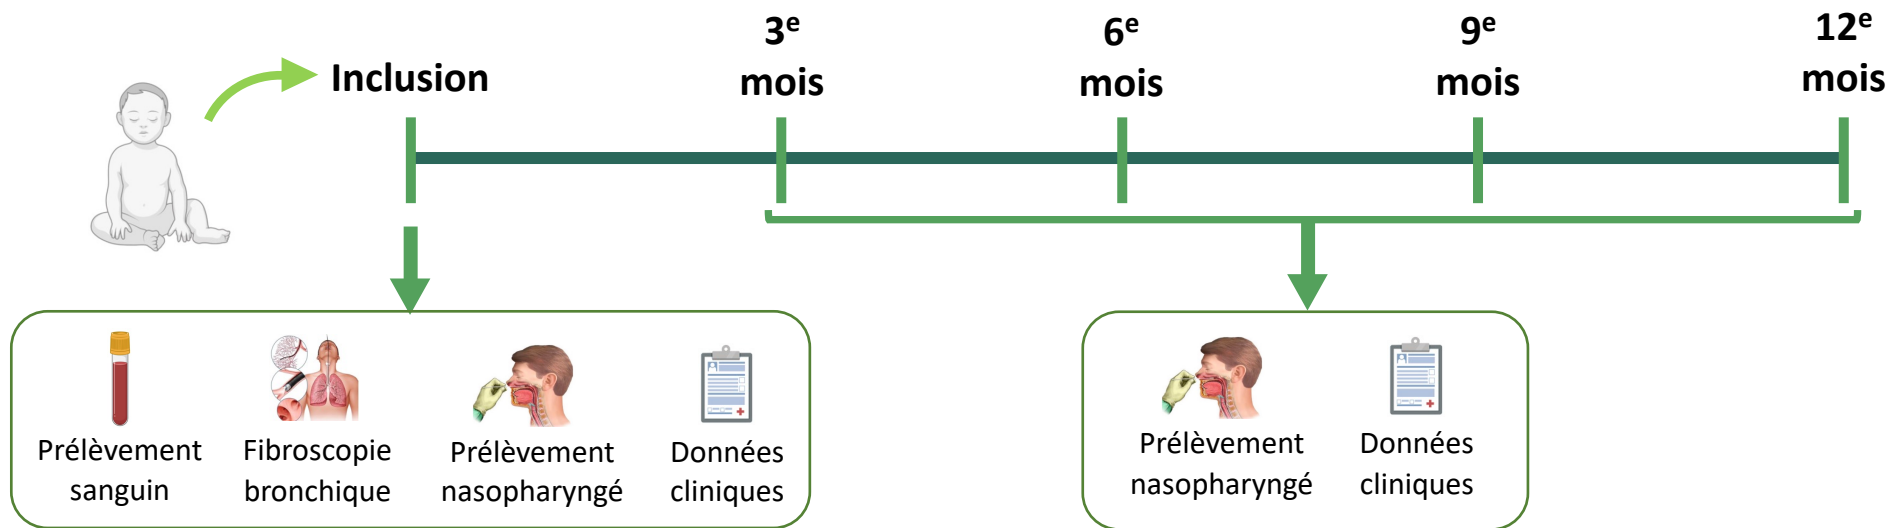 Inclusion
3e
mois
6e
mois
9e
mois
12e
mois
Prélèvement
sanguin
Fibroscopie
bronchique
Prélèvement
nasopharyngé
Données
cliniques
Prélèvement
nasopharyngé
Données
cliniques